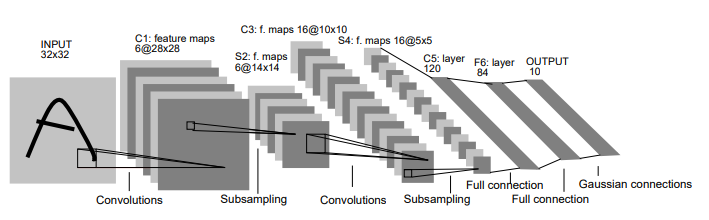 INPUT
32x32
C1: feature maps
6@28x28
S2: f. maps
6@14x14
C3: f. maps 16@10x10
S4: f. maps 16@5x5
C5: layer
120
F6: layer
84
OUTPUT
10
Convolutions
Subsampling
Convolutions
Subsampling
Full connection
Full connection
Gaussian connections